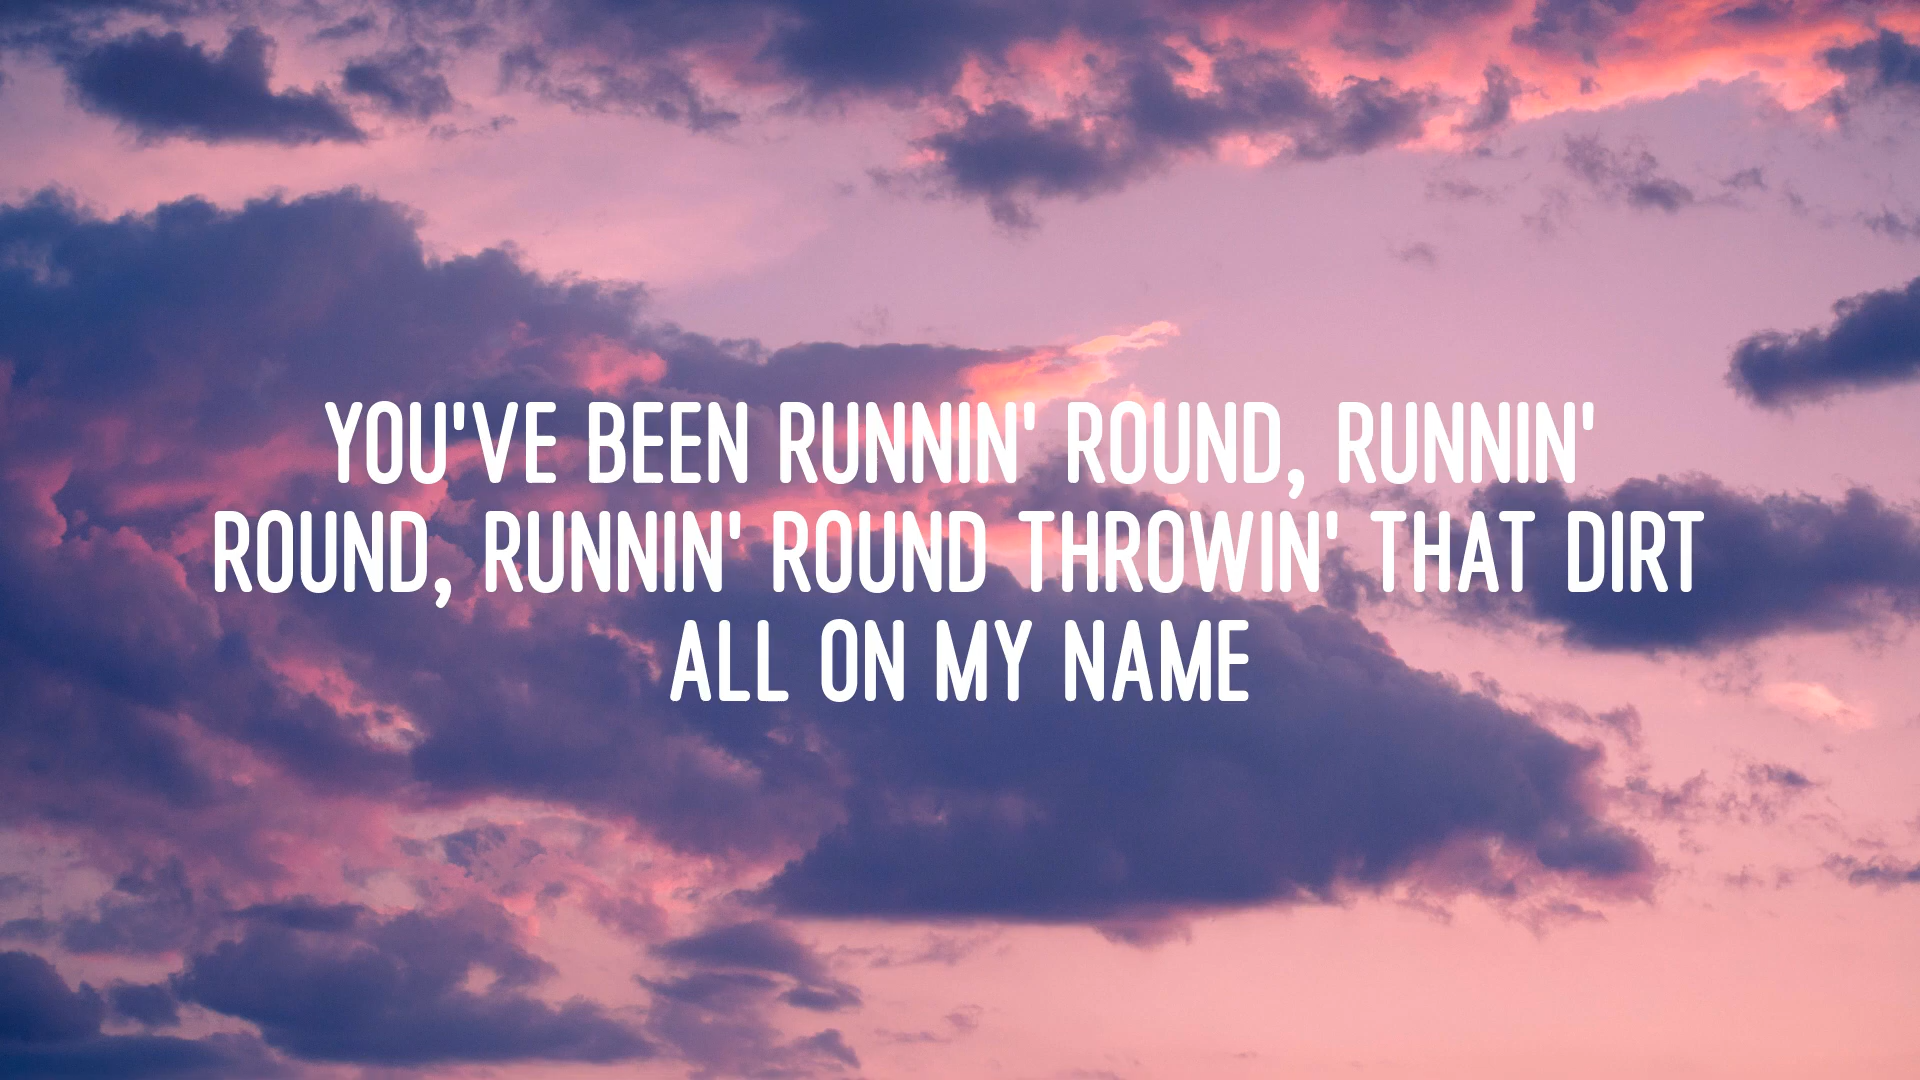 YOU'VE BEEN RUNNIN' ROUND, RUNNIN'
ROUND, RUNNIN' ROUND THROWIN' THAT DIRT
ALL ON MY NAME